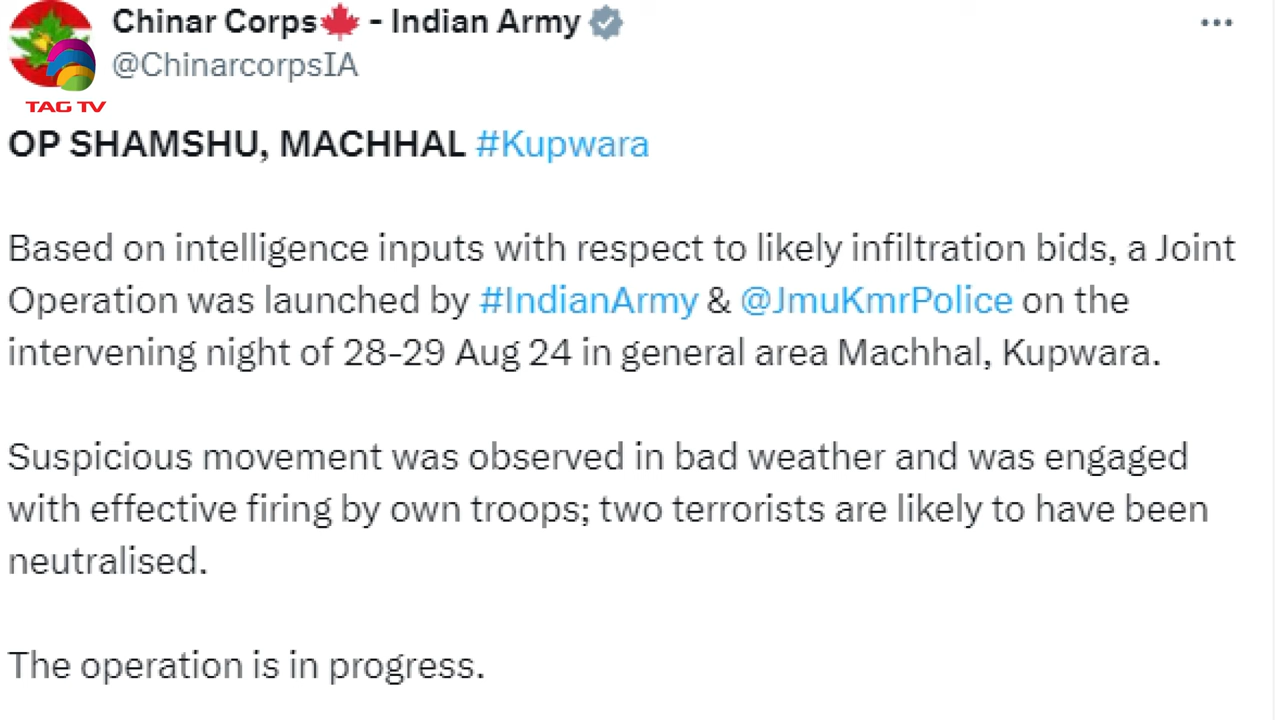 Chinar Corps🍁 - Indian Army
@ChinarcorpsIA
TAG TV
OP SHAMSHU, MACHHAL #Kupwara
Based on intelligence inputs with respect to likely infiltration bids, a Joint
Operation was launched by #IndianArmy & @JmuKmrPolice on the
intervening night of 28-29 Aug 24 in general area Machhal, Kupwara.
Suspicious movement was observed in bad weather and was engaged
with effective firing by own troops; two terrorists are likely to have been
neutralised.
The operation is in progress.